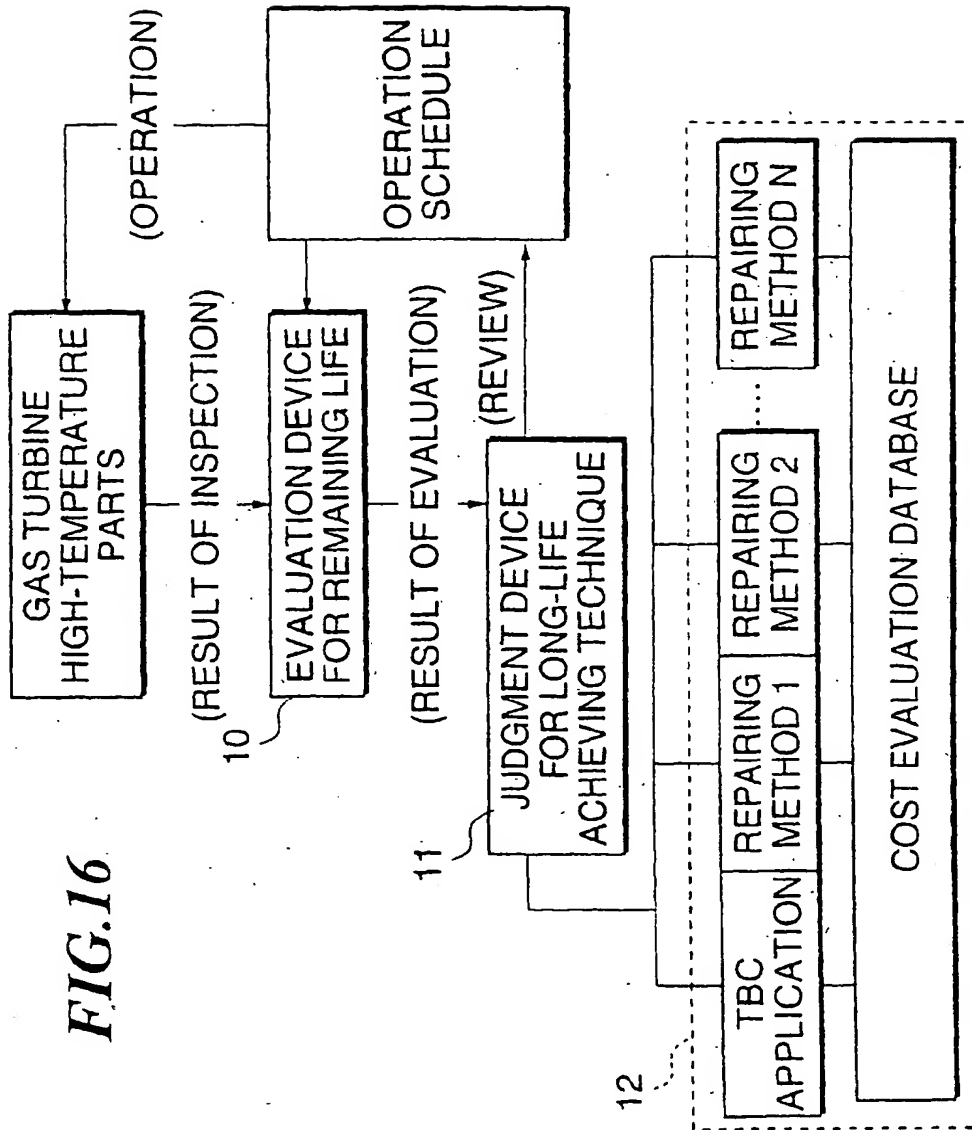 FIG.16
GAS TURBINE
HIGH-TEMPERATURE
PARTS
(OPERATION)
(RESULT OF INSPECTION)
10
EVALUATION DEVICE
FOR REMAINING LIFE
OPERATION
SCHEDULE
(RESULT OF EVALUATION)
(REVIEW)
11
JUDGMENT DEVICE
FOR LONG-LIFE
ACHIEVING TECHNIQUE
12
TBC
APPLICATION
REPAIRING
METHOD 1
REPAIRING
METHOD 2
.....
REPAIRING
METHOD N
COST EVALUATION DATABASE